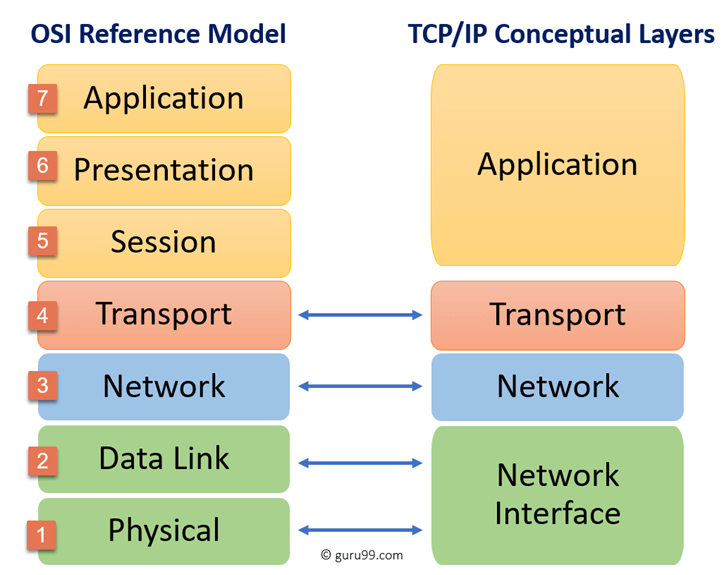 OSI Reference Model
TCP/IP Conceptual Layers
7 Application
6 Presentation
5 Session
Application
4 Transport
Transport
3 Network
Network
2 Data Link
1 Physical
Network
Interface
© guru99.com